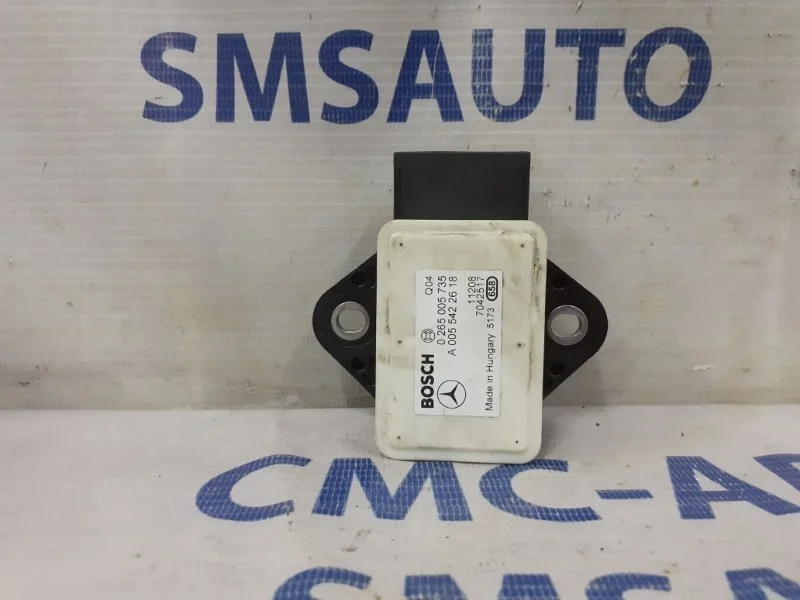 SMSAUTO
Q04
0 265 005 735
A 005 542 26 18
BOSCH
11208
7042517
Made in Hungary 5173 658
CMC-A
SMSA